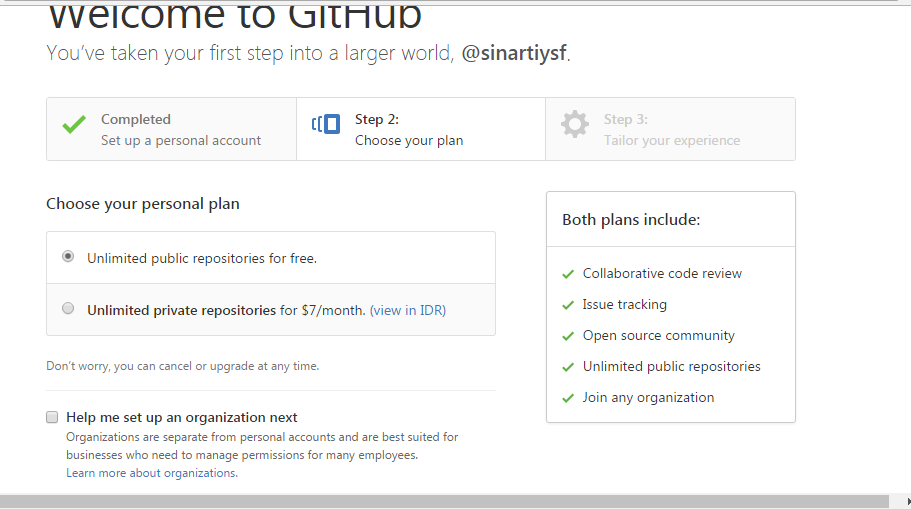 Welcome to GitHub
You've taken your first step into a larger world, @sinartiysf.
Completed
Set up a personal account
Step 2:
Choose your plan
Step 3:
Tailor your experience
Choose your personal plan
Unlimited public repositories for free.
Unlimited private repositories for $7/month. (view in IDR)
Don't worry, you can cancel or upgrade at any time.
Help me set up an organization next
Organizations are separate from personal accounts and are best suited for
businesses who need to manage permissions for many employees.
Learn more about organizations.
Both plans include:
Collaborative code review
Issue tracking
Open source community
Unlimited public repositories
Join any organization